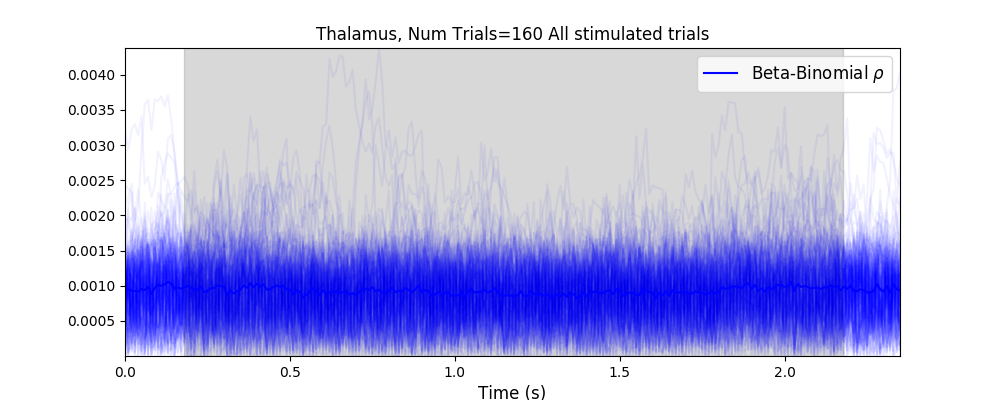 Thalamus, Num Trials=160 All stimulated trials
Beta-Binomial ρ
0.0040
0.0035
0.0030
0.0025
0.0020
0.0015
0.0010
0.0005
0.0 0.5 1.0 1.5 2.0
Time (s)